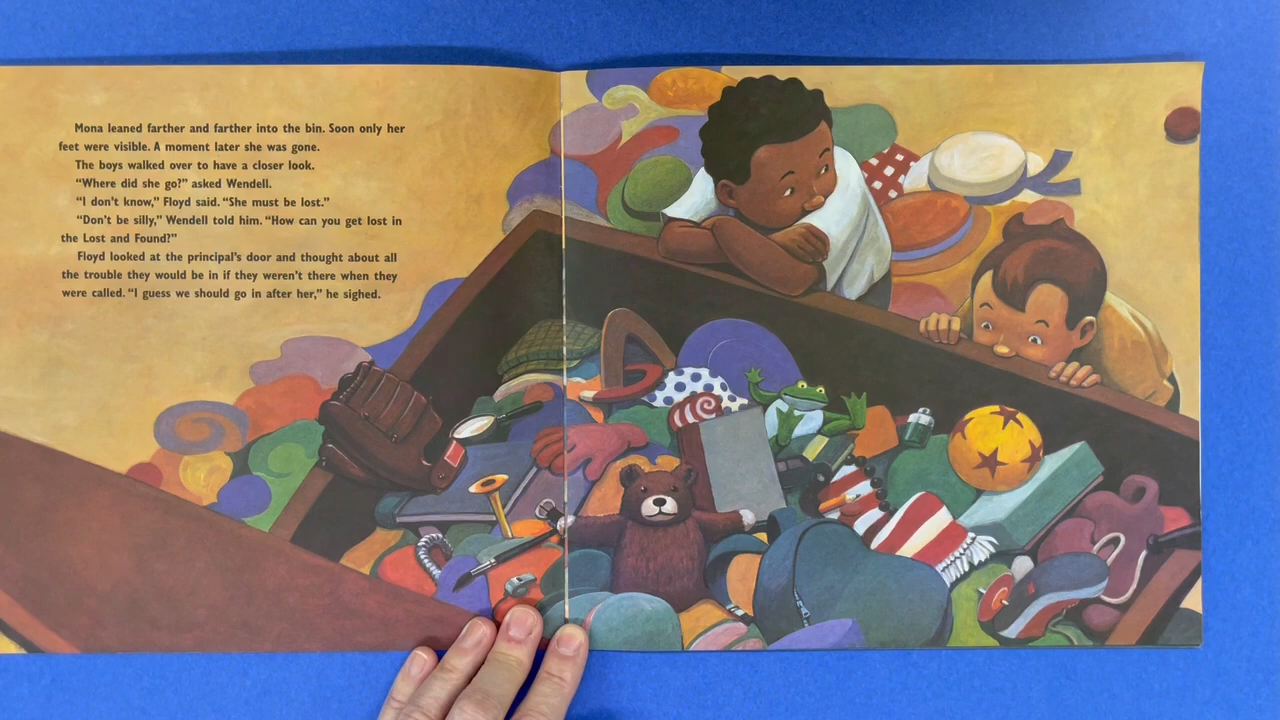 Mona leaned farther and farther into the bin. Soon only her
feet were visible. A moment later she was gone.
The boys walked over to have a closer look.
“Where did she go?” asked Wendell.
“I don’t know,” Floyd said. “She must be lost.”
“Don’t be silly,” Wendell told him. “How can you get lost in
the Lost and Found?”
Floyd looked at the principal’s door and thought about all
the trouble they would be in if they weren’t there when they
were called. “I guess we should go in after her,” he sighed.